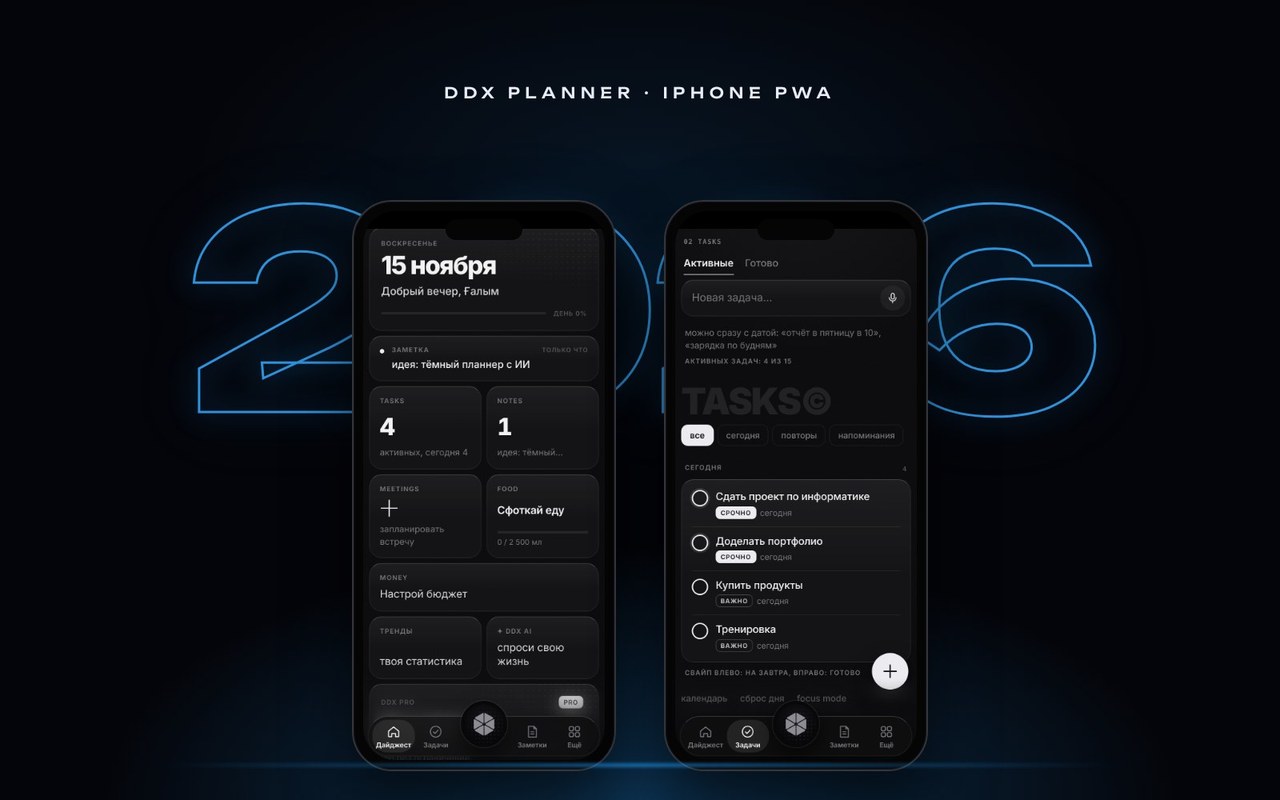 DDX PLANNER · IPHONE PWA
2026
ВОСКРЕСЕНЬЕ
15 ноября
Добрый вечер, Ғалым
ДЕНЬ 0%
ЗАМЕТКА
ТОЛЬКО ЧТО
идея: тёмный планнер с ИИ
TASKS
4
активных, сегодня 4
NOTES
1
идея: тёмный...
MEETINGS
запланировать
встречу
FOOD
Сфоткай еду
0 / 2 500 мл
MONEY
Настрой бюджет
ТРЕНДЫ
твоя статистика
+ DDX AI
спроси свою
жизнь
DDX PRO
PRO
Дайджест
Задачи
Заметки
Ещё
02 TASKS
Активные
Готово
Новая задача...
можно сразу с датой: «отчёт в пятницу в 10»,
«зарядка по будням»
АКТИВНЫХ ЗАДАЧ: 4 ИЗ 15
TASKS©
все
сегодня
повторы
напоминания
СЕГОДНЯ
4
Сдать проект по информатике
СРОЧНО сегодня
Доделать портфолио
СРОЧНО сегодня
Купить продукты
ВАЖНО сегодня
Тренировка
ВАЖНО сегодня
СВАЙП ВЛЕВО: НА ЗАВТРА, ВПРАВО: ГОТОВО
календарь
сброс дня
focus mode
Дайджест
Задачи
Заметки
Ещё